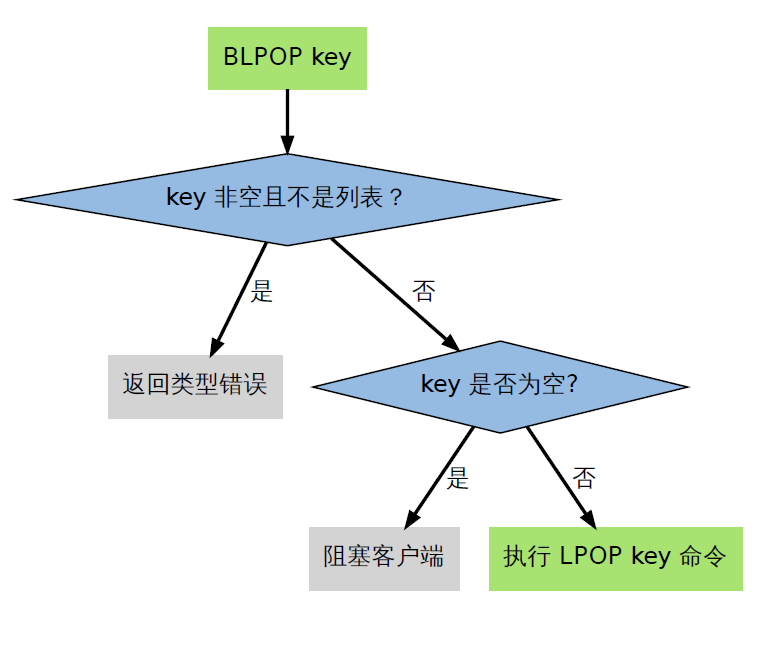 BLPOP key
key 非空且不是列表？
是
否
返回类型错误
key 是否为空?
是
否
阻塞客户端
执行 LPOP key 命令